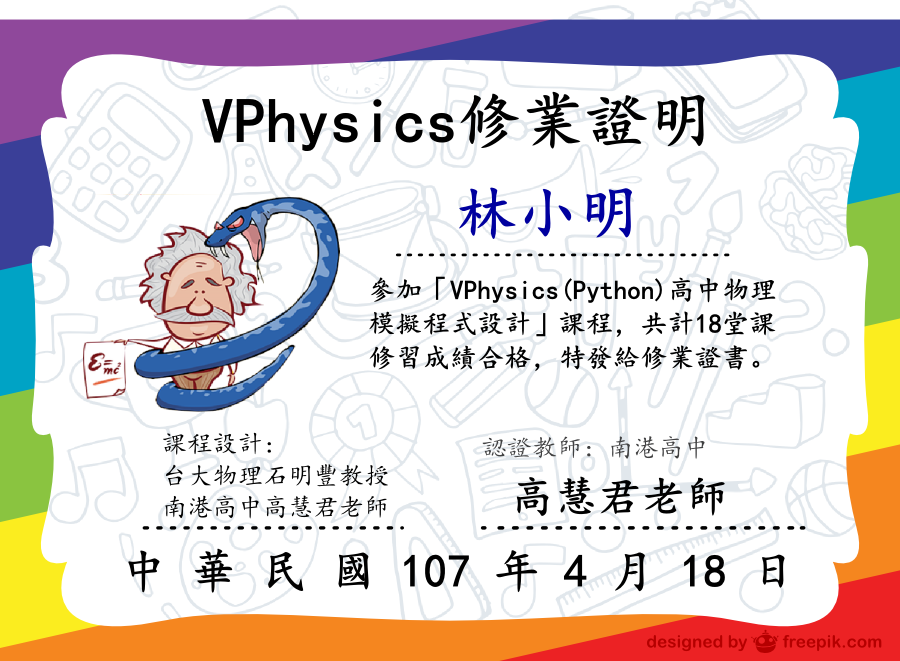 VPhysics修業證明
林小明
參加「VPhysics(Python)高中物理
模擬程式設計」課程，共計18堂課
修習成績合格，特發給修業證書。
E=
mc²
課程設計：
台大物理石明豐教授
南港高中高慧君老師
認證教師：南港高中
高慧君老師
中 華 民 國 107 年 4 月 18 日
designed by freepik.com